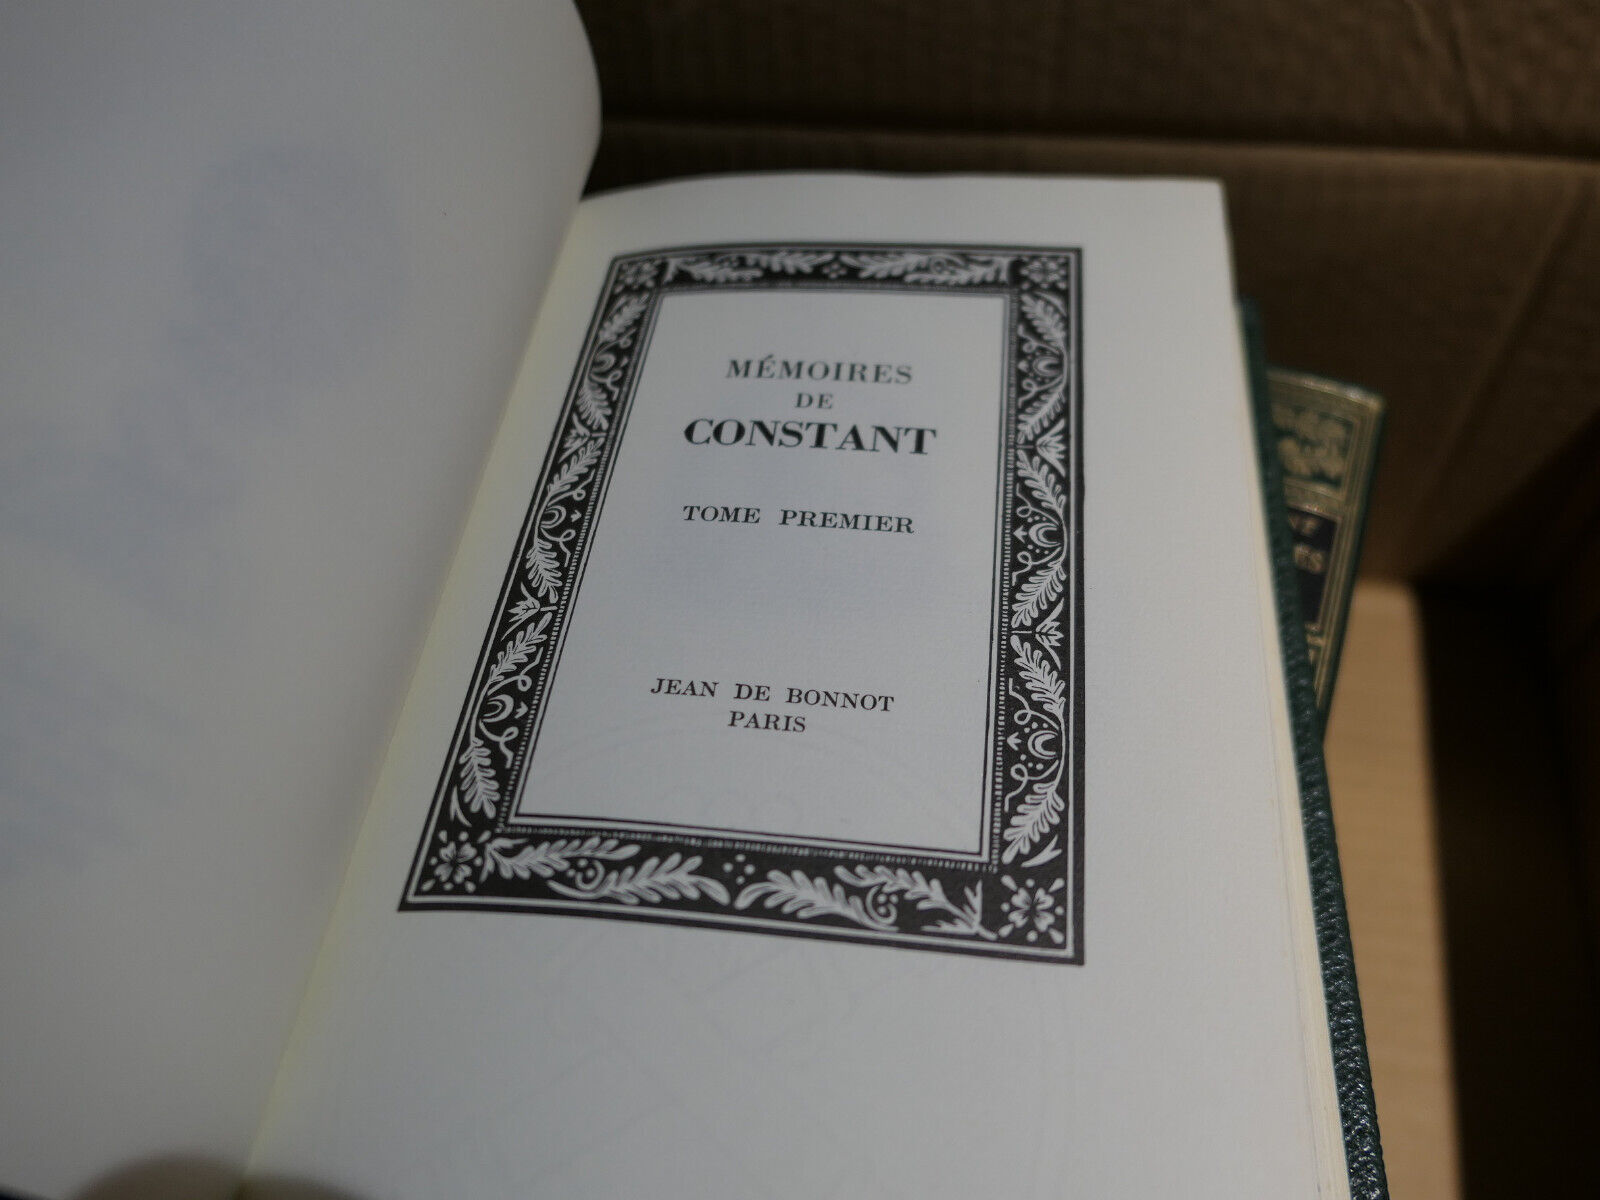 MÉMOIRES
DE
CONSTANT
TOME PREMIER
JEAN DE BONNOT
PARIS